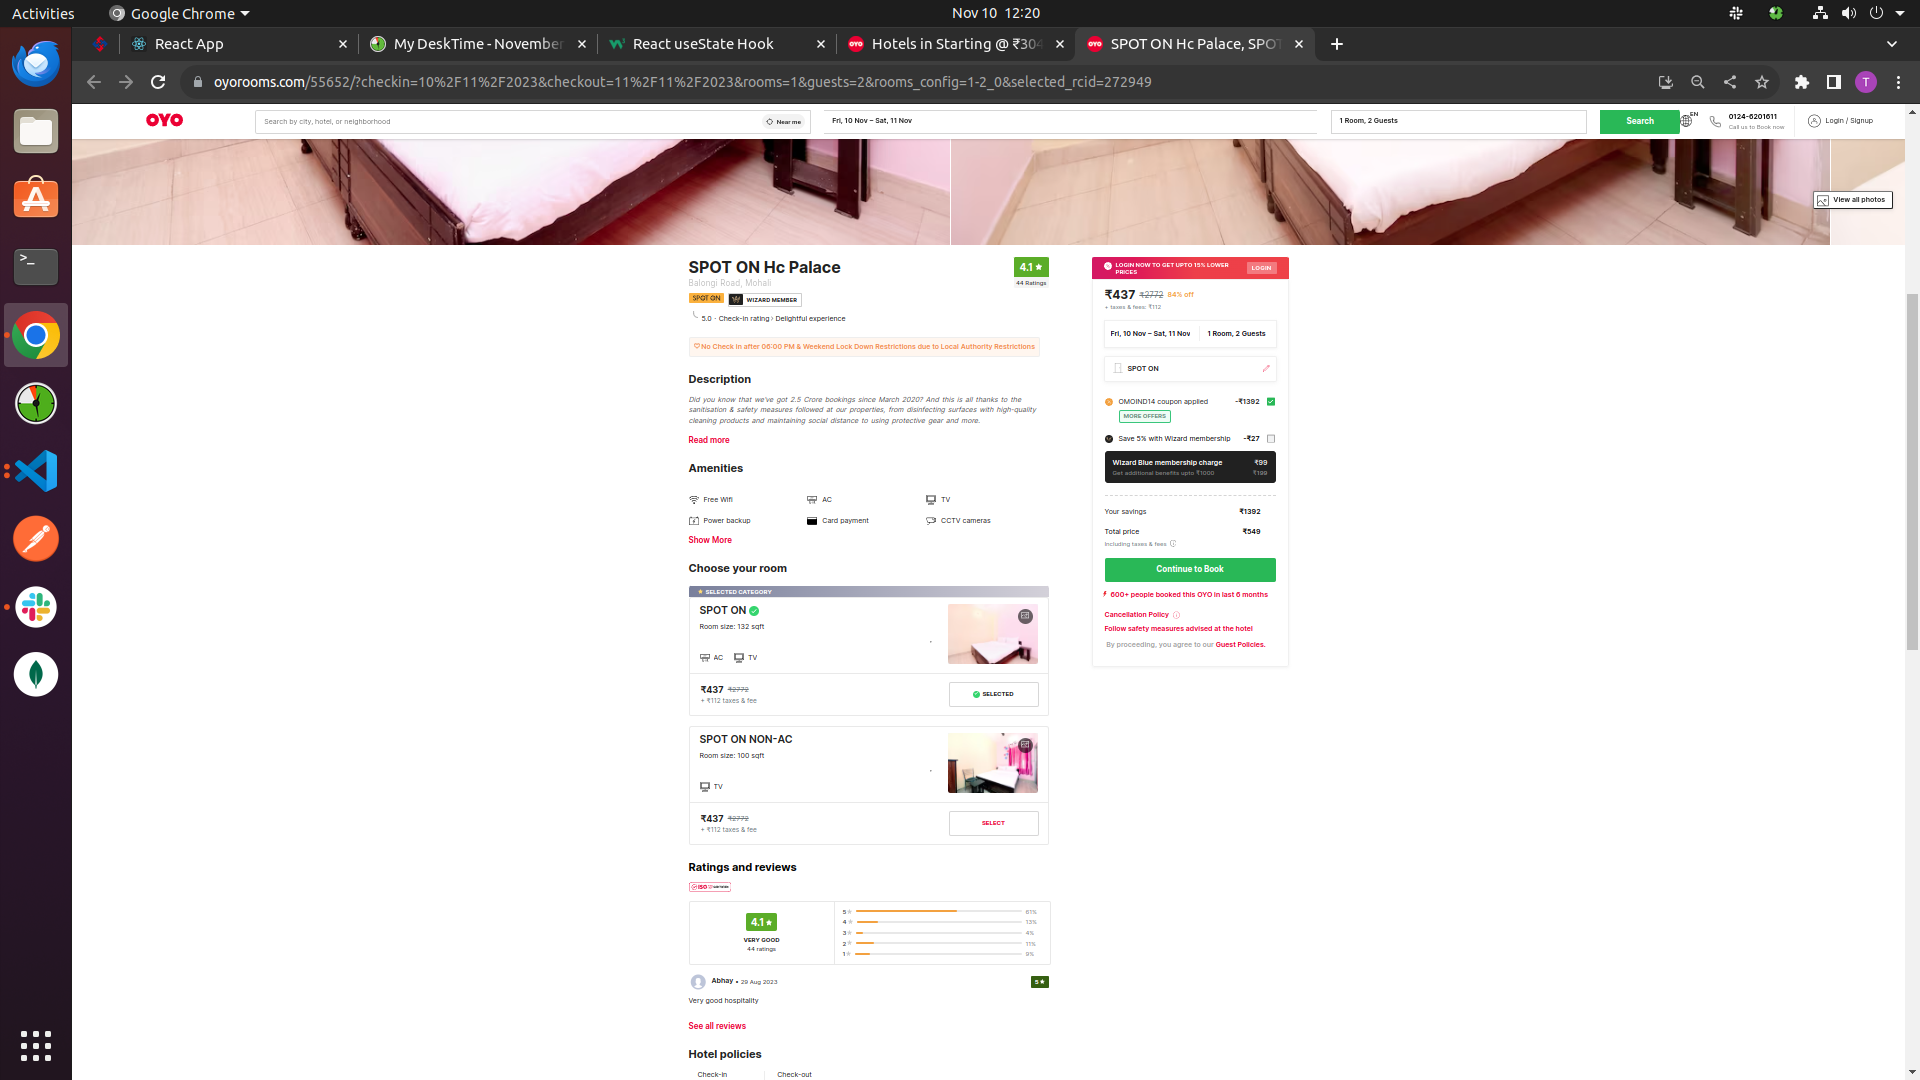 Activities
Google Chrome
Nov 10 12:20
React App
My DeskTime - November
React useState Hook
Hotels in Starting @ ₹304
SPOT ON Hc Palace, SPOT
oyorooms.com/55652/?checkin=10%2F11%2F2023&checkout=11%2F11%2F2023&rooms=1&guests=2&rooms_config=1-2_0&selected_rcid=272949
T
OYO
Search by city, hotel, or neighborhood
Near me
Fri, 10 Nov – Sat, 11 Nov
1 Room, 2 Guests
Search
EN
0124-6201611
Call us to Book now
Login / Signup
View all photos
SPOT ON Hc Palace
Balongi Road, Mohali
4.1
44 Ratings
SPOT ON
WIZARD MEMBER
5.0 · Check-in rating › Delightful experience
No Check in after 06:00 PM & Weekend Lock Down Restrictions due to Local Authority Restrictions
Description
Did you know that we've got 2.5 Crore bookings since March 2020? And this is all thanks to the
sanitisation & safety measures followed at our properties, from disinfecting surfaces with high-quality
cleaning products and maintaining social distance to using protective gear and more.
Read more
Amenities
Free Wifi
AC
TV
Power backup
Card payment
CCTV cameras
Show More
Choose your room
SELECTED CATEGORY
SPOT ON
Room size: 132 sqft
AC
TV
₹437 ₹2772
+ ₹112 taxes & fee
SELECTED
SPOT ON NON-AC
Room size: 100 sqft
TV
₹437 ₹2772
+ ₹112 taxes & fee
SELECT
Ratings and reviews
ISO
4.1
VERY GOOD
44 ratings
5 61%
4 13%
3 4%
2 11%
1 9%
Abhay • 29 Aug 2023
5
Very good hospitality
See all reviews
Hotel policies
Check-in
Check-out
LOGIN NOW TO GET UPTO 15% LOWER
PRICES
LOGIN
₹437 ₹2772 84% off
+ taxes & fees: ₹112
Fri, 10 Nov – Sat, 11 Nov
1 Room, 2 Guests
SPOT ON
OMOIND14 coupon applied -₹1392
MORE OFFERS
Save 5% with Wizard membership -₹27
Wizard Blue membership charge ₹99
Get additional benefits upto ₹1000 ₹199
Your savings ₹1392
Total price ₹549
Including taxes & fees
Continue to Book
600+ people booked this OYO in last 6 months
Cancellation Policy
Follow safety measures advised at the hotel
By proceeding, you agree to our Guest Policies.